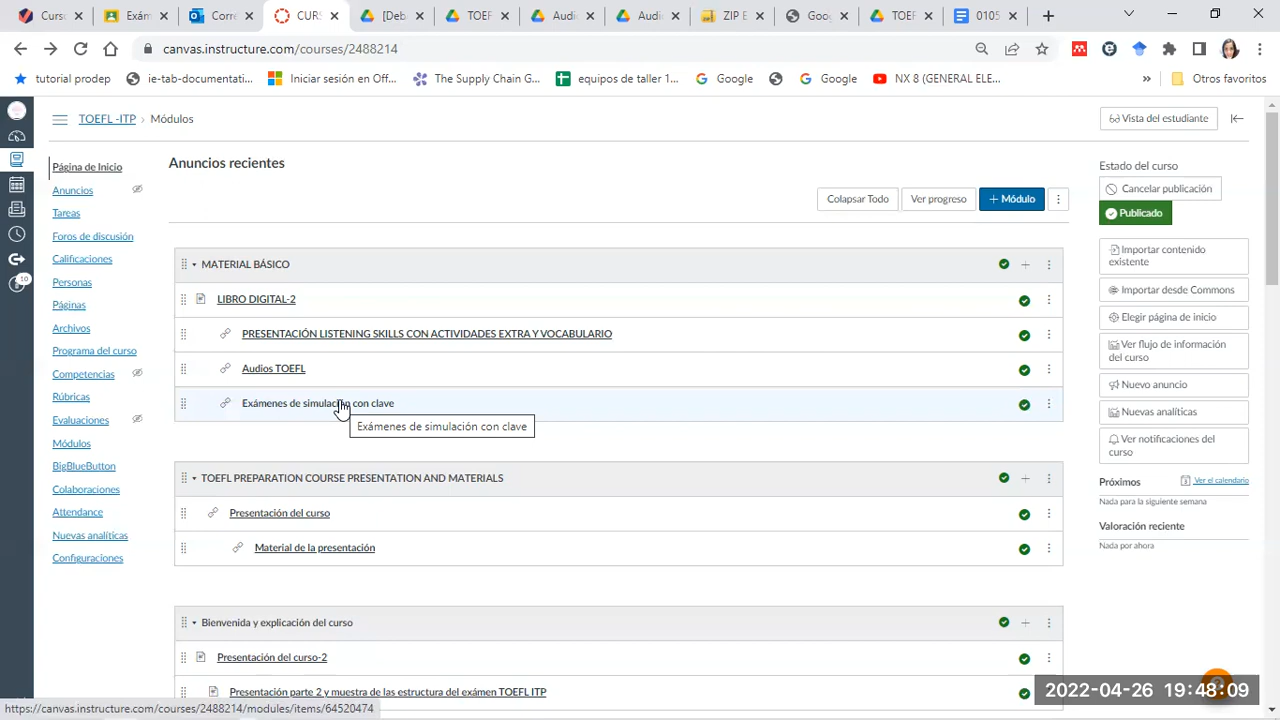 Curso
Exám
Corre
CURS
[Deb
TOEF
Audi
Audi
ZIP E
Goo
TOEF
0105
canvas.instructure.com/courses/2488214
tutorial prodep
ie-tab-documentati...
Iniciar sesión en Off...
The Supply Chain G...
equipos de taller 1...
Google
Google
NX 8 (GENERAL ELE...
»
Otros favoritos
TOEFL -ITP › Módulos
Vista del estudiante
Página de Inicio
Anuncios
Tareas
Foros de discusión
Calificaciones
Personas
Páginas
Archivos
Programa del curso
Competencias
Rúbricas
Evaluaciones
Módulos
BigBlueButton
Colaboraciones
Attendance
Nuevas analíticas
Configuraciones
10
Anuncios recientes
Colapsar Todo
Ver progreso
+ Módulo
MATERIAL BÁSICO
LIBRO DIGITAL-2
PRESENTACIÓN LISTENING SKILLS CON ACTIVIDADES EXTRA Y VOCABULARIO
Audios TOEFL
Exámenes de simulación con clave
Exámenes de simulación con clave
TOEFL PREPARATION COURSE PRESENTATION AND MATERIALS
Presentación del curso
Material de la presentación
Bienvenida y explicación del curso
Presentación del curso-2
Presentación parte 2 y muestra de las estructura del exámen TOEFL ITP
Estado del curso
Cancelar publicación
Publicado
Importar contenido
existente
Importar desde Commons
Elegir página de inicio
Ver flujo de información
del curso
Nuevo anuncio
Nuevas analíticas
Ver notificaciones del
curso
Próximos
Ver el calendario
Nada para la siguiente semana
Valoración reciente
Nada por ahora
https://canvas.instructure.com/courses/2488214/modules/items/64520474
2022-04-26 19:48:09